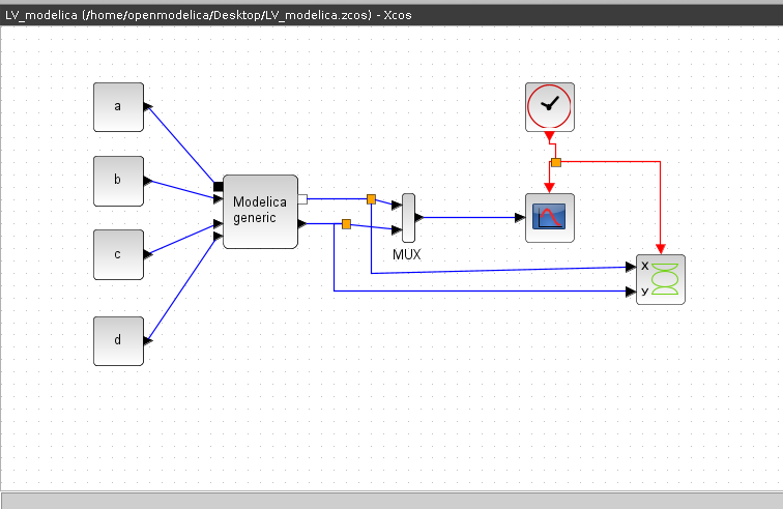 LV_modelica (/home/openmodelica/Desktop/LV_modelica.zcos) - Xcos
a
b
c
d
Modelica
generic
MUX
X
y